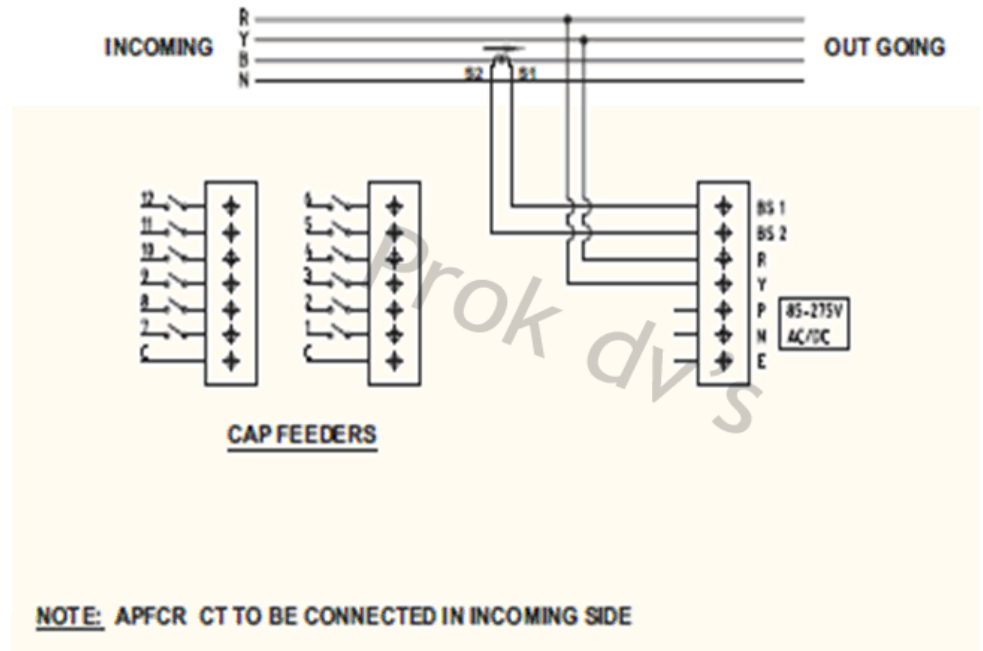 R
Y
INCOMING
OUT GOING
B
N
S2 S1
12
11
10
9
8
7
C
6
5
4
3
2
1
C
BS 1
BS 2
R
Y
P
N
E
85-275V
AC/DC
Prok dv's
CAP FEEDERS
NOTE: APFCR CT TO BE CONNECTED IN INCOMING SIDE